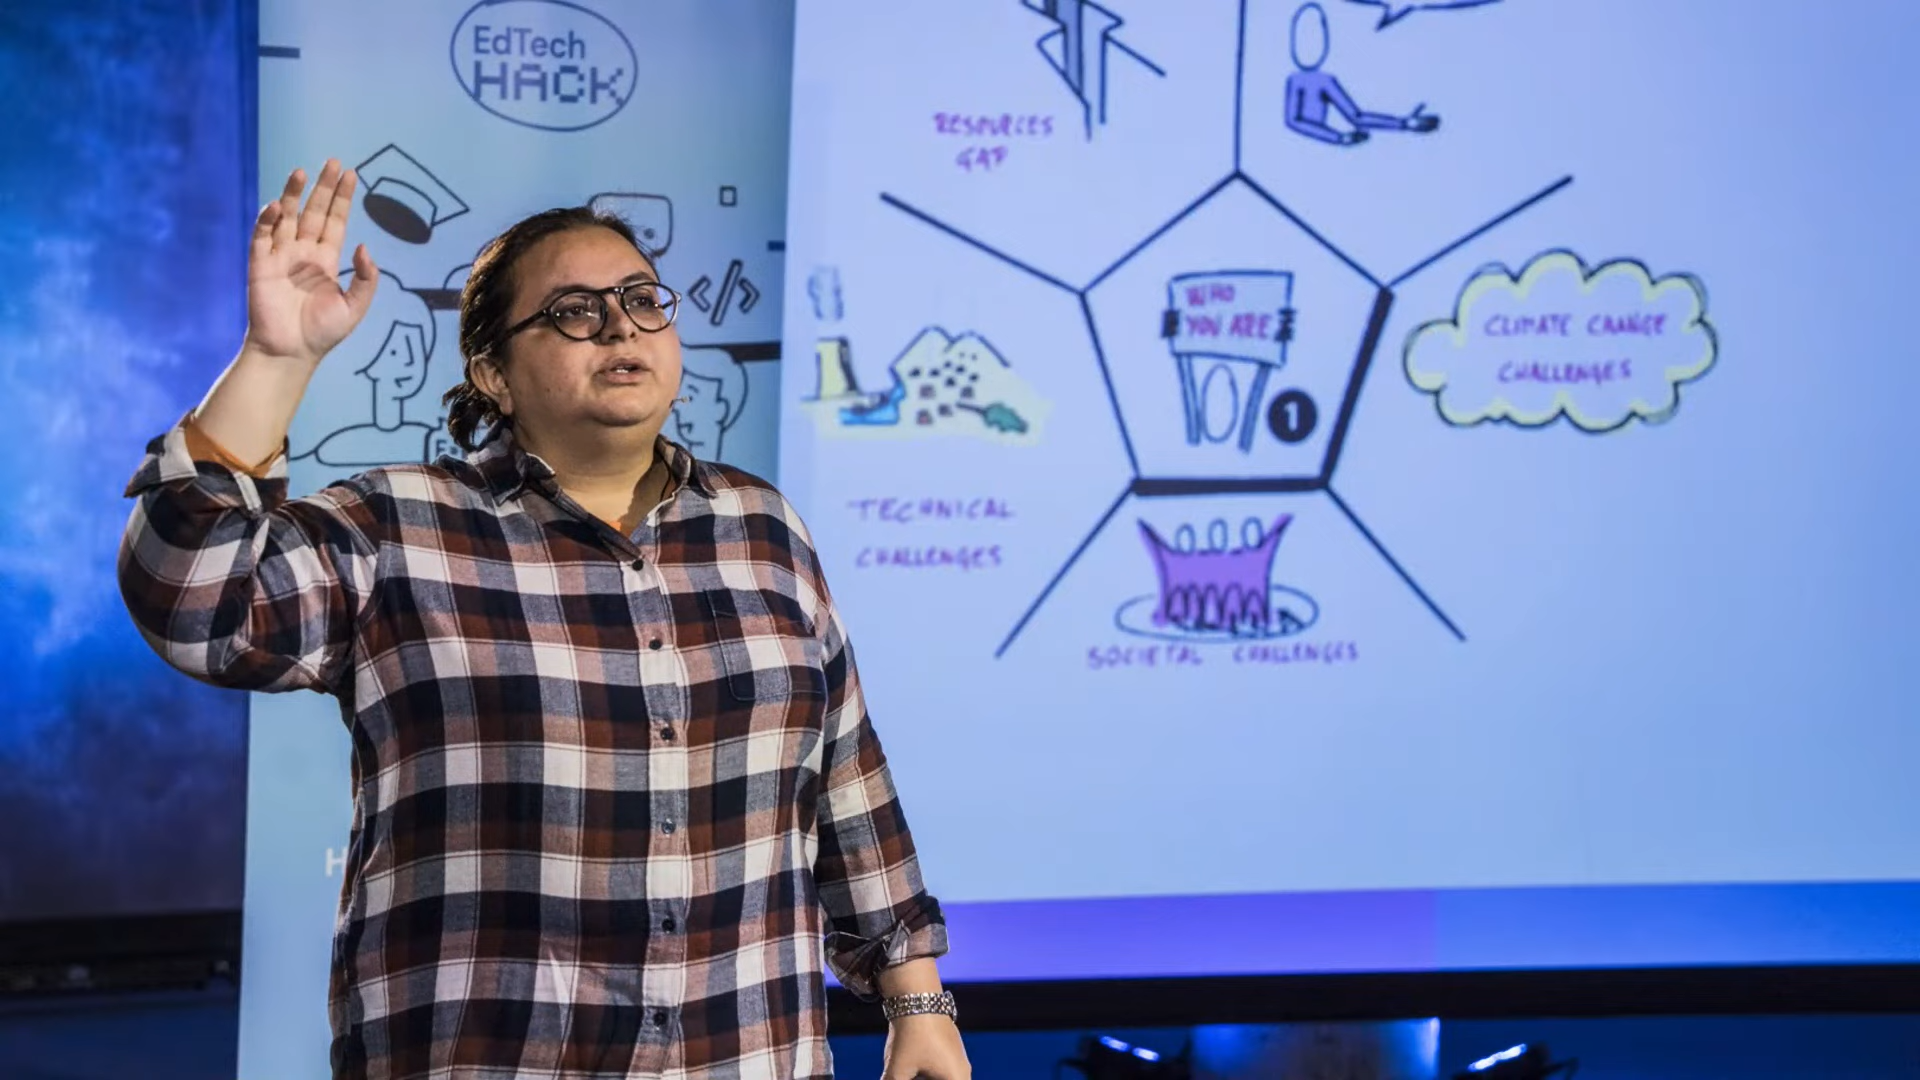 EdTech
HACK
RESOURCES
GAP
WHO
YOU ARE
1
CLIMATE CHANGE
CHALLENGES
TECHNICAL
CHALLENGES
SOCIETAL CHALLENGES
H